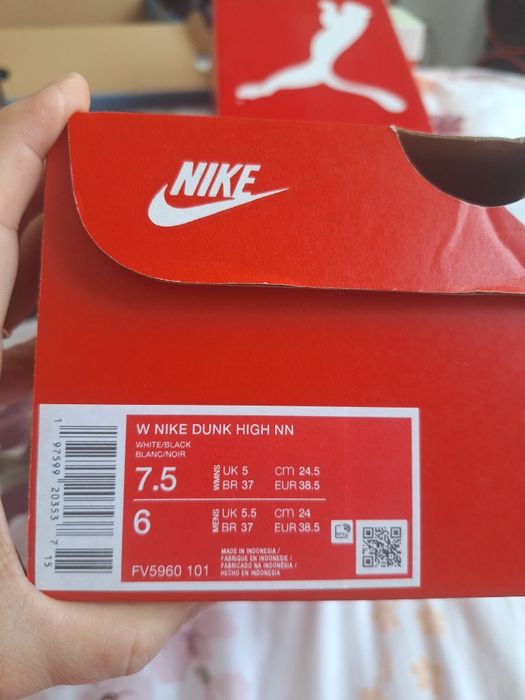 NIKE
W NIKE DUNK HIGH NN
WHITE/BLACK
BLANC/NOIR
7.5 WMNS UK 5 cm 24.5
BR 37 EUR 38.5
6 MENS UK 5.5 cm 24
BR 37 EUR 38.5
MADE IN INDONESIA /
FABRIQUE EN INDONESIE /
FABRICADO NA INDONÉSIA /
HECHO EN INDONESIA
FV5960 101
1 97599 20353 7 15